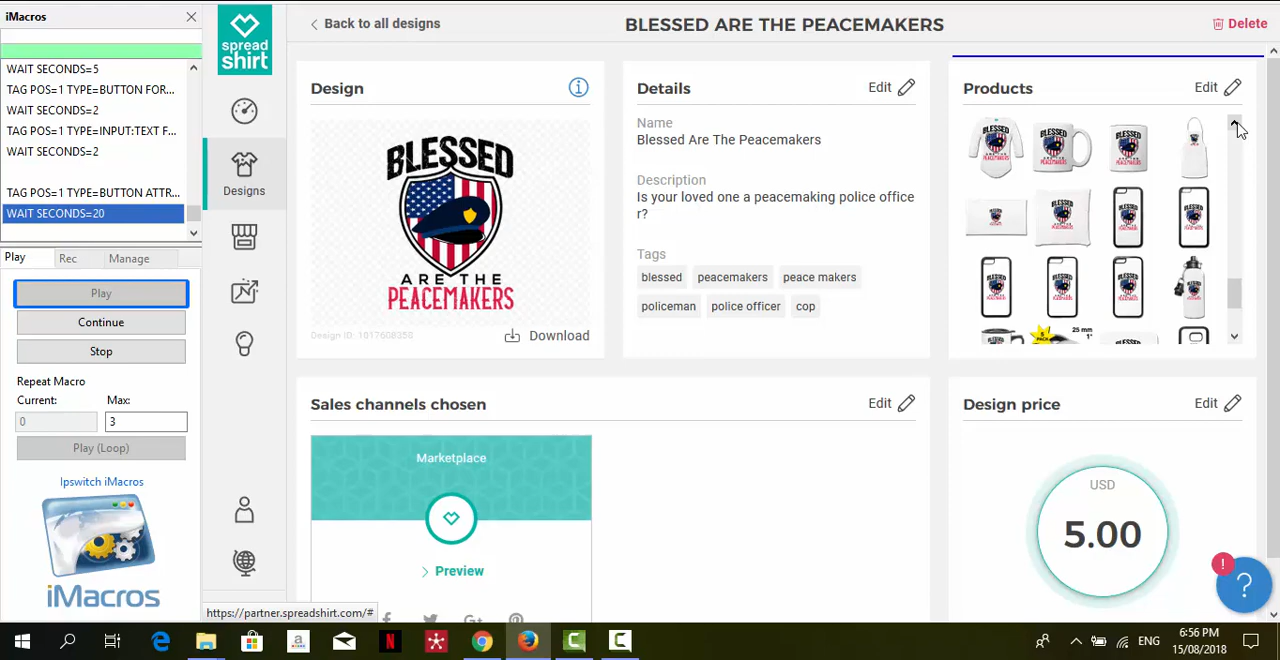 iMacros
WAIT SECONDS=5
TAG POS=1 TYPE=BUTTON FOR...
WAIT SECONDS=2
TAG POS=1 TYPE=INPUT:TEXT F...
WAIT SECONDS=2
TAG POS=1 TYPE=BUTTON ATTR...
WAIT SECONDS=20
Play
Rec
Manage
Play
Continue
Stop
Repeat Macro
Current:
Max:
0
3
Play (Loop)
Ipswitch iMacros
iMacros
spread
shirt
Designs
Back to all designs
BLESSED ARE THE PEACEMAKERS
Delete
Design
BLESSED
ARE THE
PEACEMAKERS
Design ID: 1017608358
Download
Details
Edit
Name
Blessed Are The Peacemakers
Description
Is your loved one a peacemaking police office
r?
Tags
blessed
peacemakers
peace makers
policeman
police officer
cop
Products
Edit
25 mm
1"
Sales channels chosen
Edit
Marketplace
Preview
Design price
Edit
USD
5.00
!
?
https://partner.spreadshirt.com/#
ENG
6:56 PM
15/08/2018